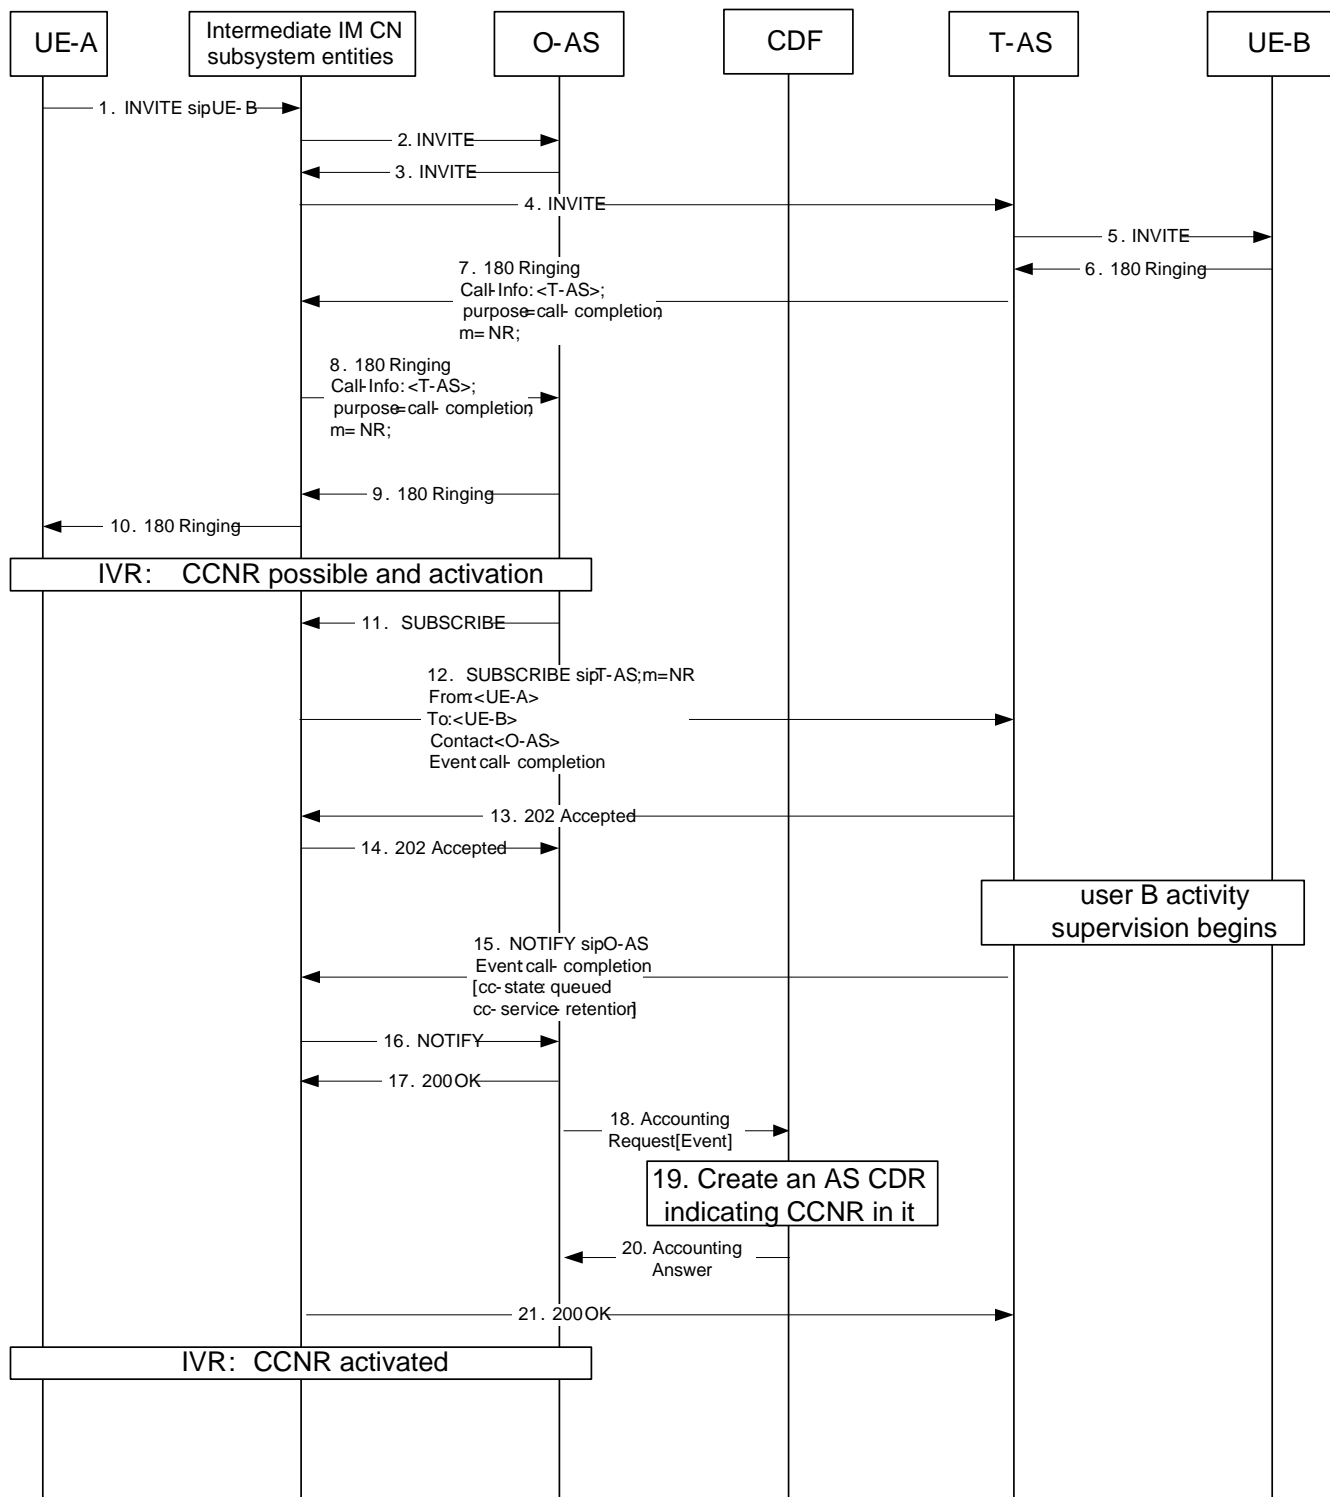 UE-A
Intermediate IM CN
subsystem entities
O-AS
CDF
T-AS
UE-B
1. INVITE sipUE-B
2. INVITE
3. INVITE
4. INVITE
5. INVITE
6. 180 Ringing
7. 180 Ringing
Call-Info:<T-AS>;
purpose=call-completion;
m=NR;
8. 180 Ringing
Call-Info:<T-AS>;
purpose=call-completion;
m=NR;
9. 180 Ringing
10. 180 Ringing
IVR: CCNR possible and activation
11. SUBSCRIBE
12. SUBSCRIBE sipT-AS;m=NR
From:<UE-A>
To:<UE-B>
Contact<O-AS>
Event call-completion
13. 202 Accepted
14. 202 Accepted
user B activity
supervision begins
15. NOTIFY sipO-AS
Event call-completion
[cc-state: queued
cc-service-retention]
16. NOTIFY
17. 200 OK
18. Accounting
Request[Event]
19. Create an AS CDR
indicating CCNR in it
20. Accounting
Answer
21. 200 OK
IVR: CCNR activated